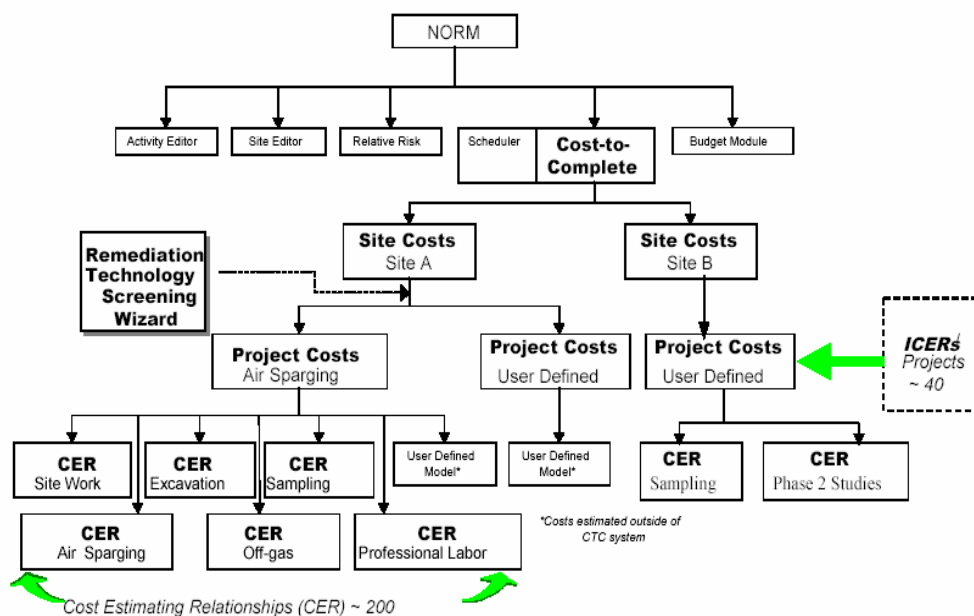 NORM
Activity Editor
Site Editor
Relative Risk
Scheduler
Cost-to-
Complete
Budget Module
Site Costs
Site A
Site Costs
Site B
Remediation
Technology
Screening
Wizard
Project Costs
Air Sparging
Project Costs
User Defined
Project Costs
User Defined
ICERs
Projects
~ 40
CER
Site Work
CER
Excavation
CER
Sampling
User Defined
Model*
User Defined
Model*
CER
Sampling
CER
Phase 2 Studies
CER
Air Sparging
CER
Off-gas
CER
Professional Labor
*Costs estimated outside of
CTC system
Cost Estimating Relationships (CER) ~ 200